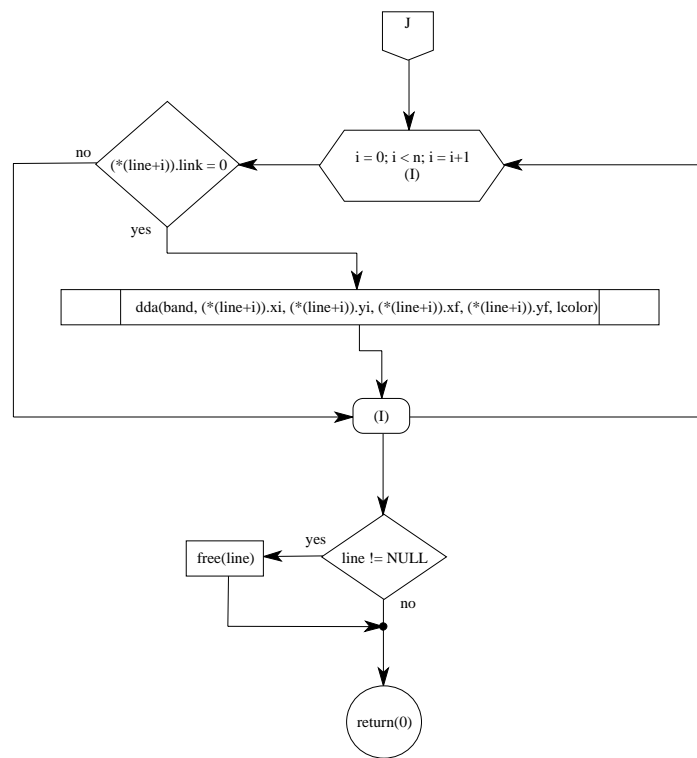 J
i = 0; i < n; i = i+1
(I)
no
(*(line+i)).link = 0
yes
dda(band, (*(line+i)).xi, (*(line+i)).yi, (*(line+i)).xf, (*(line+i)).yf, lcolor)
(I)
yes
free(line)
line != NULL
no
return(0)